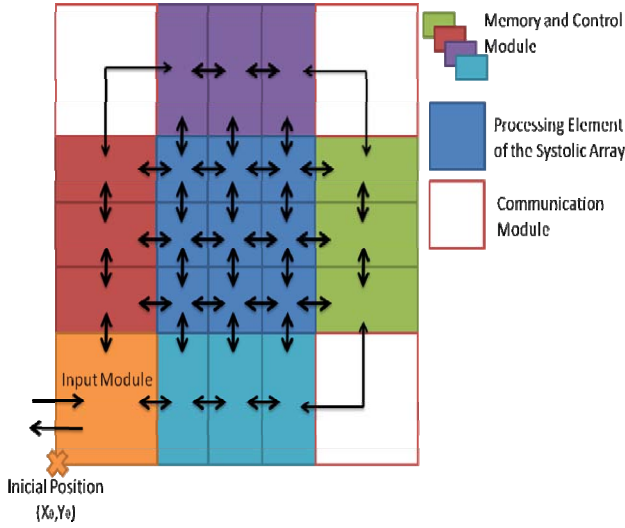 Memory and Control
Module
Processing Element
of the Systolic Array
Communication
Module
Input Module
Inicial Position
(X₀,Y₀)